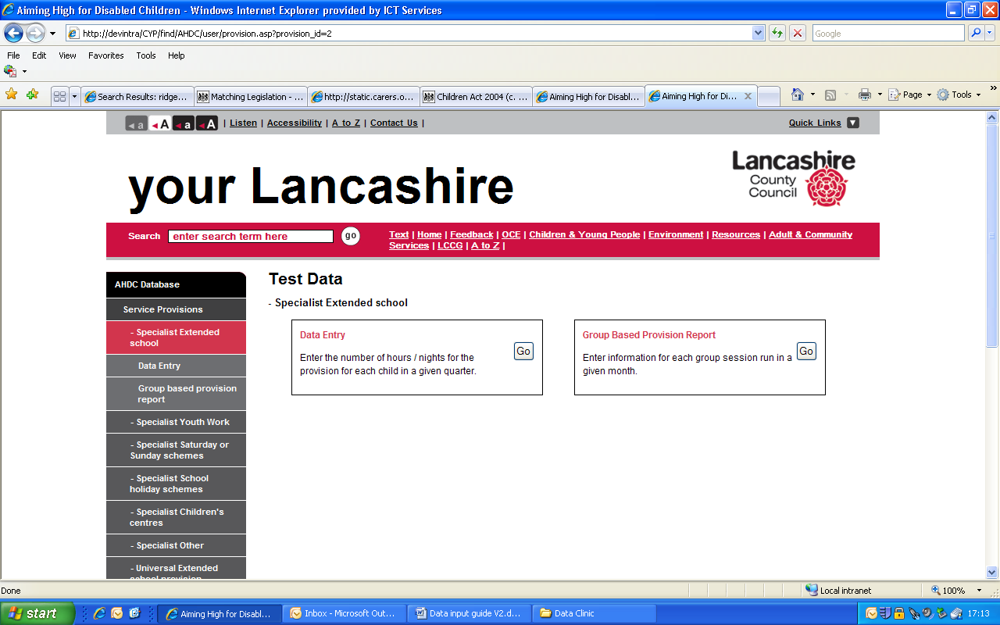 Aiming High for Disabled Children - Windows Internet Explorer provided by ICT Services
http://devintra/CYP/find/AHDC/user/provision.asp?provision_id=2
Google
File Edit View Favorites Tools Help
Search Results: ridge... Matching Legislation - ... http://static.carers.o... Children Act 2004 (c. ... Aiming High for Disabl... Aiming High for Di... Page Tools
a A a A | Listen | Accessibility | A to Z | Contact Us | Quick Links
your Lancashire
Lancashire
County
Council
Search enter search term here go
Text | Home | Feedback | OCE | Children & Young People | Environment | Resources | Adult & Community
Services | LCCG | A to Z |
AHDC Database
Service Provisions
- Specialist Extended
school
Data Entry
Group based provision
report
- Specialist Youth Work
- Specialist Saturday or
Sunday schemes
- Specialist School
holiday schemes
- Specialist Children's
centres
- Specialist Other
- Universal Extended
school provision
Test Data
- Specialist Extended school
Data Entry
Enter the number of hours / nights for the
provision for each child in a given quarter.
Go
Group Based Provision Report
Enter information for each group session run in a
given month.
Go
Done Local intranet 100%
start Aiming High for Disabl... Inbox - Microsoft Out... Data input guide V2.d... Data Clinic 17:13